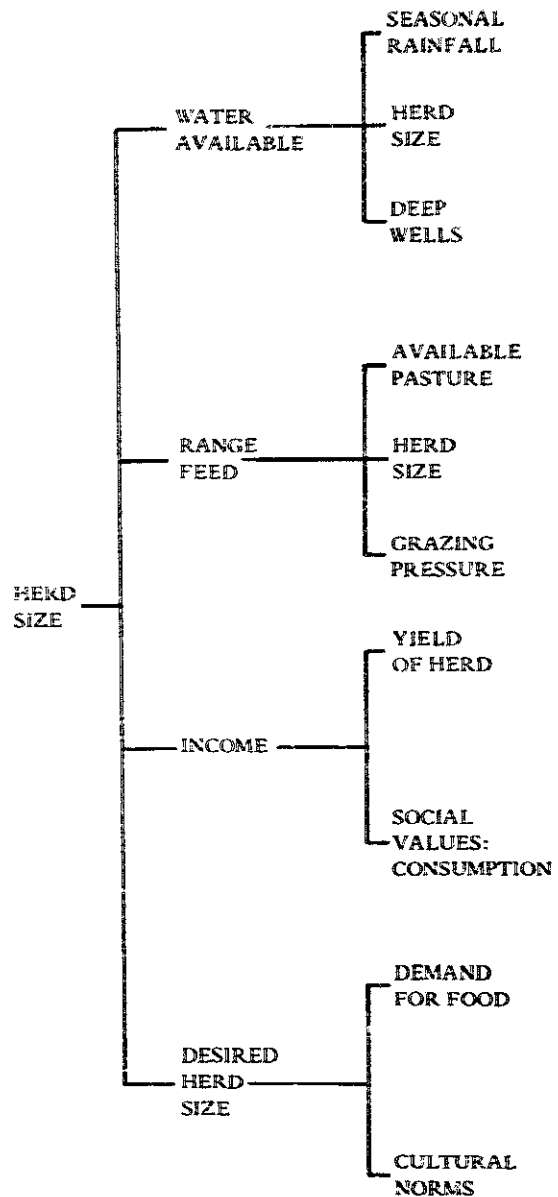 SEASONAL
RAINFALL
WATER
AVAILABLE
HERD
SIZE
DEEP
WELLS
AVAILABLE
PASTURE
RANGE
FEED
HERD
SIZE
GRAZING
PRESSURE
HERD
SIZE
YIELD
OF HERD
INCOME
SOCIAL
VALUES:
CONSUMPTION
DEMAND
FOR FOOD
DESIRED
HERD
SIZE
CULTURAL
NORMS